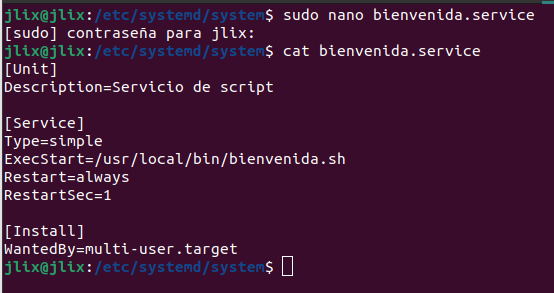 jlix@jlix:/etc/systemd/system$ sudo nano bienvenida.service
[sudo] contraseña para jlix:
jlix@jlix:/etc/systemd/system$ cat bienvenida.service
[Unit]
Description=Servicio de script

[Service]
Type=simple
ExecStart=/usr/local/bin/bienvenida.sh
Restart=always
RestartSec=1

[Install]
WantedBy=multi-user.target
jlix@jlix:/etc/systemd/system$